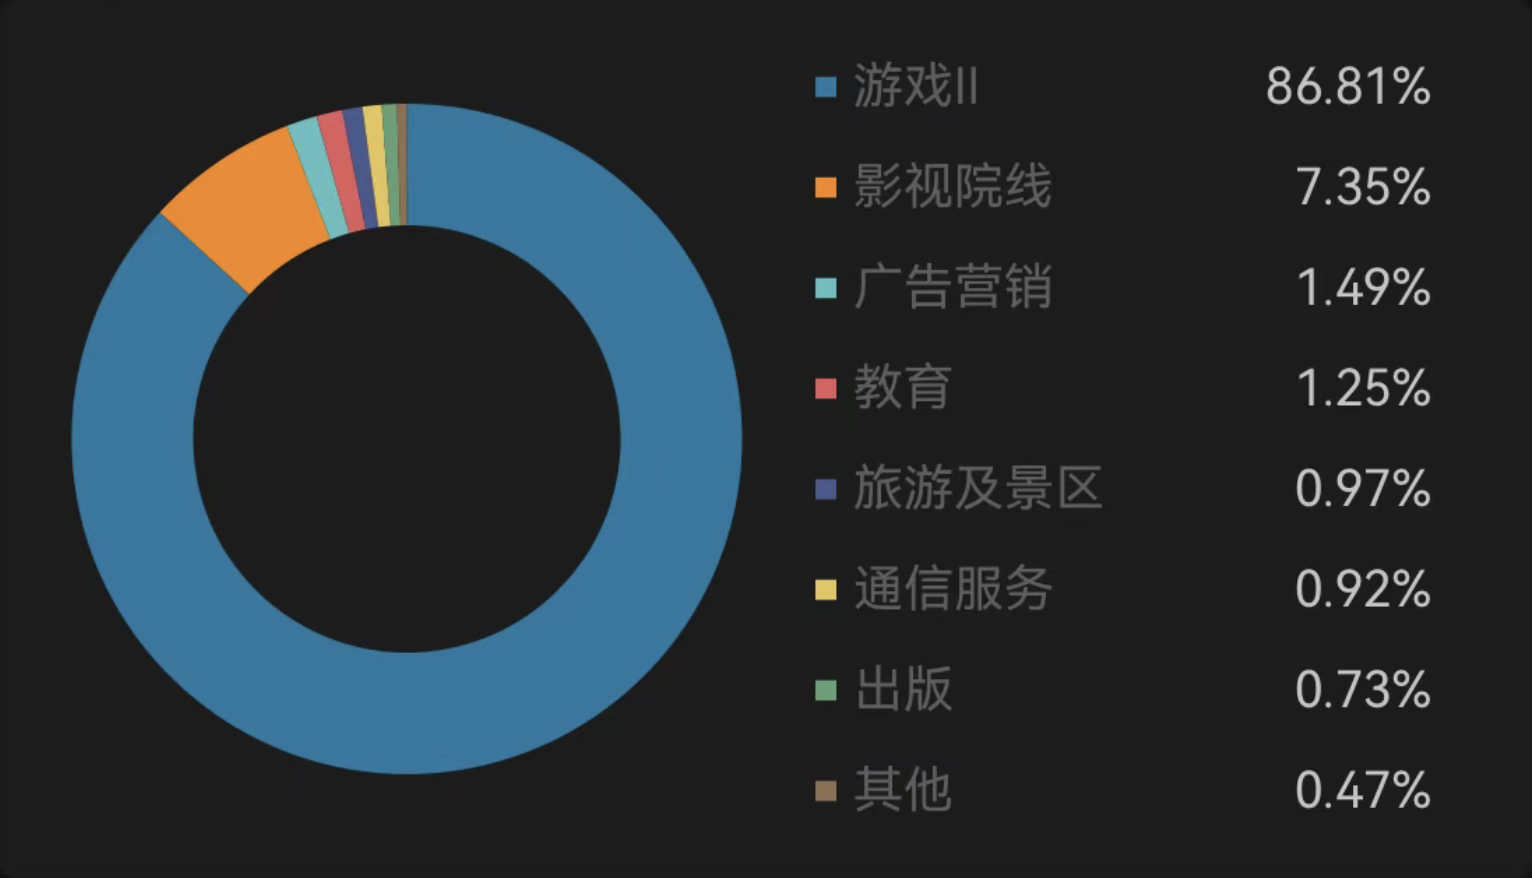 游戏II 86.81%
影视院线 7.35%
广告营销 1.49%
教育 1.25%
旅游及景区 0.97%
通信服务 0.92%
出版 0.73%
其他 0.47%